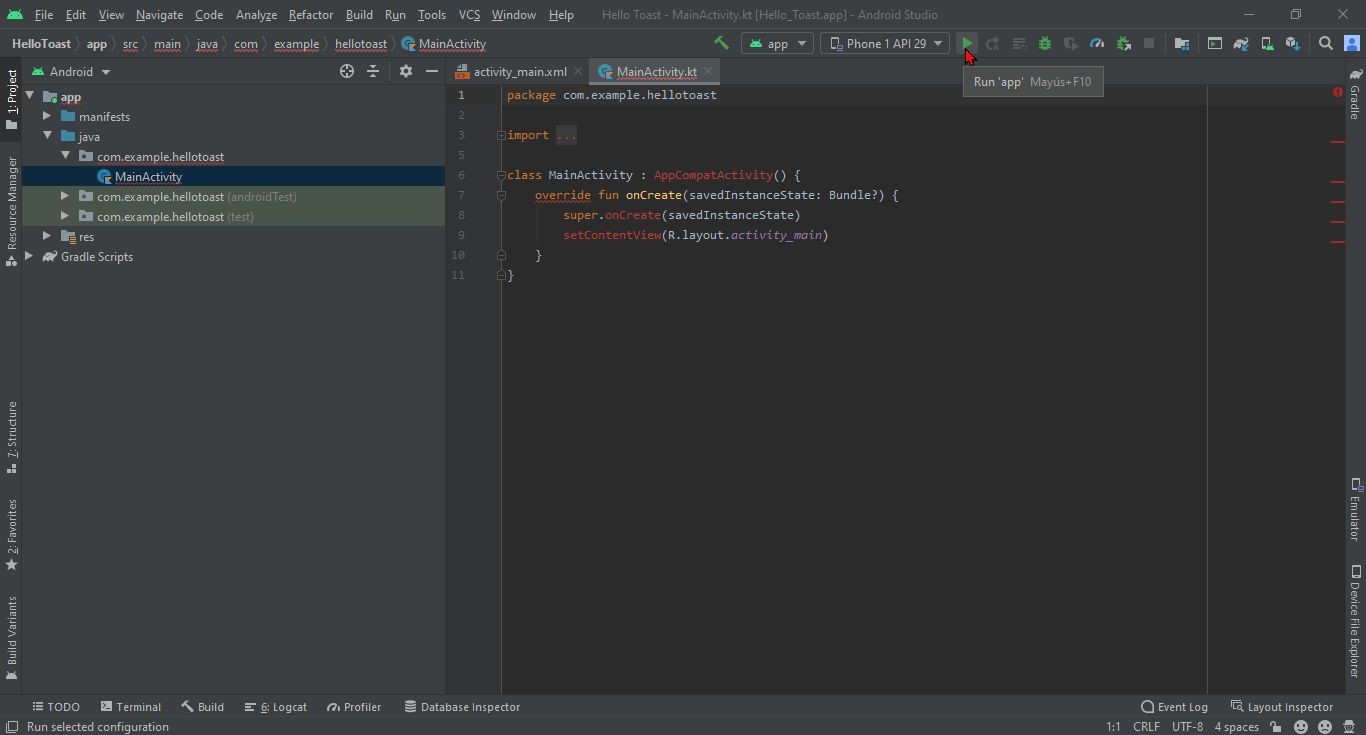 File Edit View Navigate Code Analyze Refactor Build Run Tools VCS Window Help Hello Toast - MainActivity.kt [Hello_Toast.app] - Android Studio
HelloToast app src main java com example hellotoast MainActivity app Phone 1 API 29
Run 'app' Mayús+F10
1: Project
Resource Manager
7: Structure
2: Favorites
Build Variants
Android
app
manifests
java
com.example.hellotoast
MainActivity
com.example.hellotoast (androidTest)
com.example.hellotoast (test)
res
Gradle Scripts
activity_main.xml MainActivity.kt
1 package com.example.hellotoast
2
3 import ...
5
6 class MainActivity : AppCompatActivity() {
7 override fun onCreate(savedInstanceState: Bundle?) {
8 super.onCreate(savedInstanceState)
9 setContentView(R.layout.activity_main)
10 }
11 }
Gradle
Emulator
Device File Explorer
TODO Terminal Build 6: Logcat Profiler Database Inspector Event Log Layout Inspector
Run selected configuration 1:1 CRLF UTF-8 4 spaces